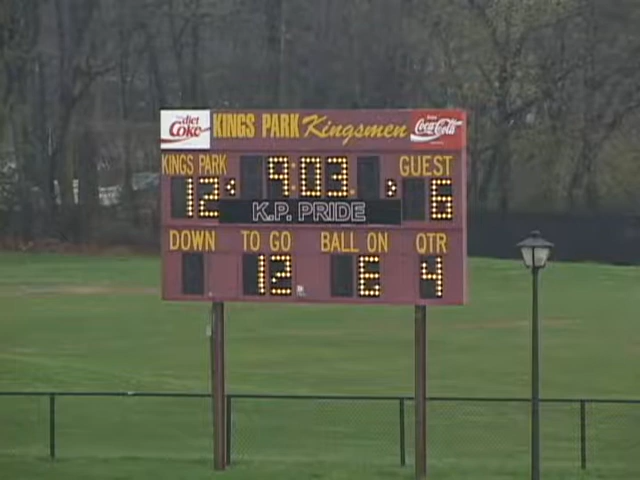 diet Coke KINGS PARK Kingsmen Enjoy Coca-Cola
KINGS PARK 9:03 GUEST
12 K.P. PRIDE 6
DOWN TO GO BALL ON QTR
12 6 4